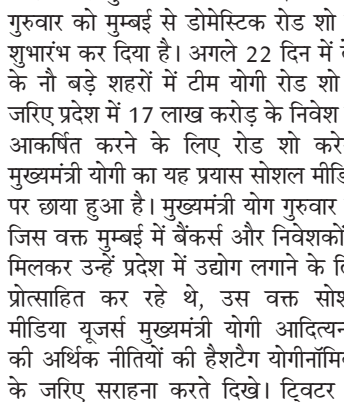 गुरुवार को मुम्बई से डोमेस्टिक रोड शो
शुभारंभ कर दिया है। अगले 22 दिन में
के नौ बड़े शहरों में टीम योगी रोड शो
जरिए प्रदेश में 17 लाख करोड़ के निवेश
आकर्षित करने के लिए रोड शो
मुख्यमंत्री योगी का यह प्रयास सोशल
पर छाया हुआ है। मुख्यमंत्री योग गुरुवार
जिस वक्त मुम्बई में बैंकर्स और निवेशकों
मिलकर उन्हें प्रदेश में उद्योग लगाने के
प्रोत्साहित कर रहे थे, उस वक्त
मीडिया यूजर्स मुख्यमंत्री योगी
की अर्थिक नीतियों की हैशटैग
के जरिए सराहना करते दिखे। ट्विटर